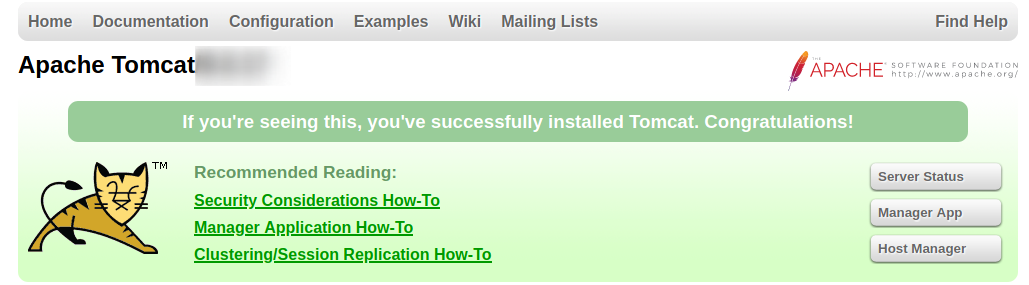 Home Documentation Configuration Examples Wiki Mailing Lists Find Help
Apache Tomcat
THE APACHE® SOFTWARE FOUNDATION
http://www.apache.org/
If you're seeing this, you've successfully installed Tomcat. Congratulations!
TM
Recommended Reading:
Security Considerations How-To
Manager Application How-To
Clustering/Session Replication How-To
Server Status
Manager App
Host Manager